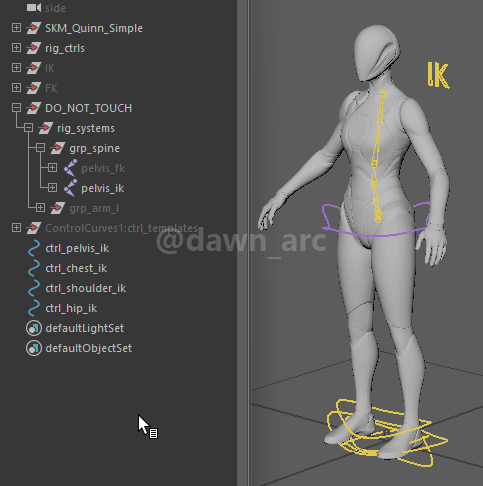 side
SKM_Quinn_Simple
rig_ctrls
IK
FK
DO_NOT_TOUCH
rig_systems
grp_spine
pelvis_fk
pelvis_ik
grp_arm_l
ControlCurves1:ctrl_templates
ctrl_pelvis_ik
ctrl_chest_ik
ctrl_shoulder_ik
ctrl_hip_ik
defaultLightSet
defaultObjectSet
IK
@dawn_arc